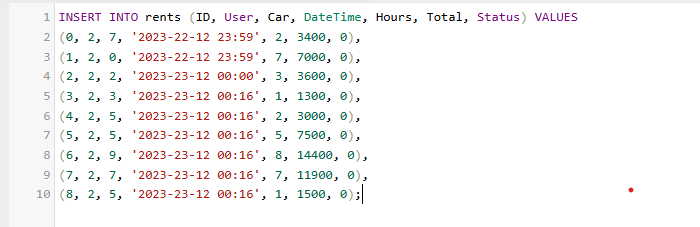 1 INSERT INTO rents (ID, User, Car, DateTime, Hours, Total, Status) VALUES
2 (0, 2, 7, '2023-22-12 23:59', 2, 3400, 0),
3 (1, 2, 0, '2023-22-12 23:59', 7, 7000, 0),
4 (2, 2, 2, '2023-23-12 00:00', 3, 3600, 0),
5 (3, 2, 3, '2023-23-12 00:16', 1, 1300, 0),
6 (4, 2, 5, '2023-23-12 00:16', 2, 3000, 0),
7 (5, 2, 5, '2023-23-12 00:16', 5, 7500, 0),
8 (6, 2, 9, '2023-23-12 00:16', 8, 14400, 0),
9 (7, 2, 7, '2023-23-12 00:16', 7, 11900, 0),
10 (8, 2, 5, '2023-23-12 00:16', 1, 1500, 0);